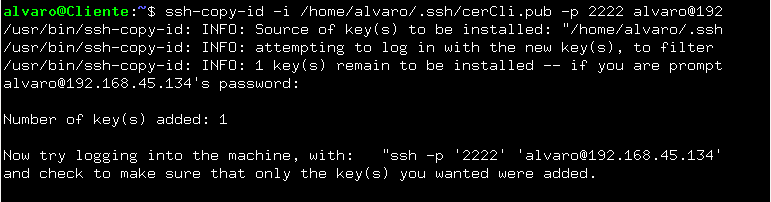 alvaro@Cliente:~$ ssh-copy-id -i /home/alvaro/.ssh/cerCli.pub -p 2222 alvaro@192
/usr/bin/ssh-copy-id: INFO: Source of key(s) to be installed: "/home/alvaro/.ssh
/usr/bin/ssh-copy-id: INFO: attempting to log in with the new key(s), to filter
/usr/bin/ssh-copy-id: INFO: 1 key(s) remain to be installed -- if you are prompt
alvaro@192.168.45.134's password:
Number of key(s) added: 1
Now try logging into the machine, with:   "ssh -p '2222' 'alvaro@192.168.45.134'
and check to make sure that only the key(s) you wanted were added.